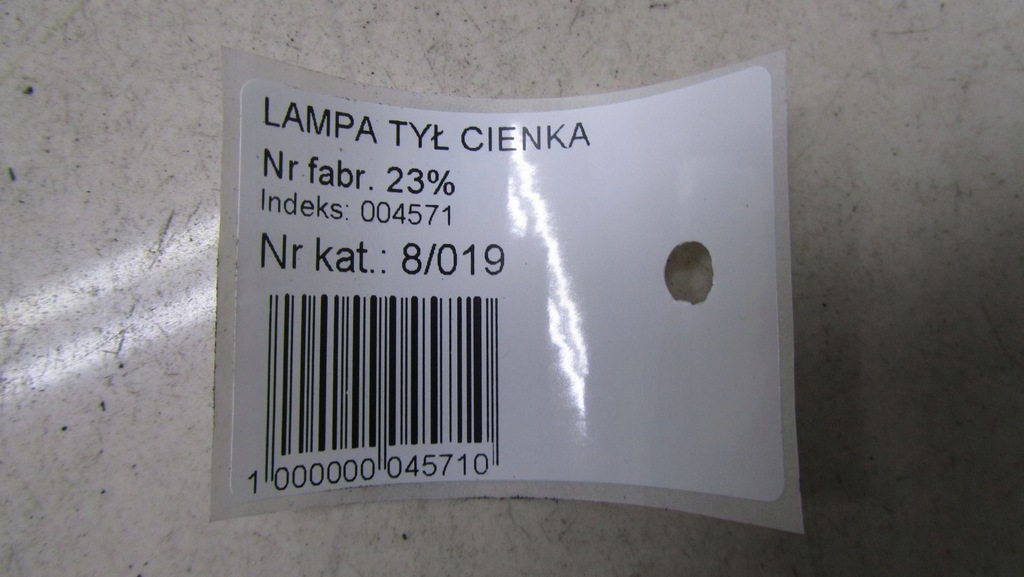 LAMPA TYŁ CIENKA
Nr fabr. 23%
Indeks: 004571
Nr kat.: 8/019
1 000000 045710